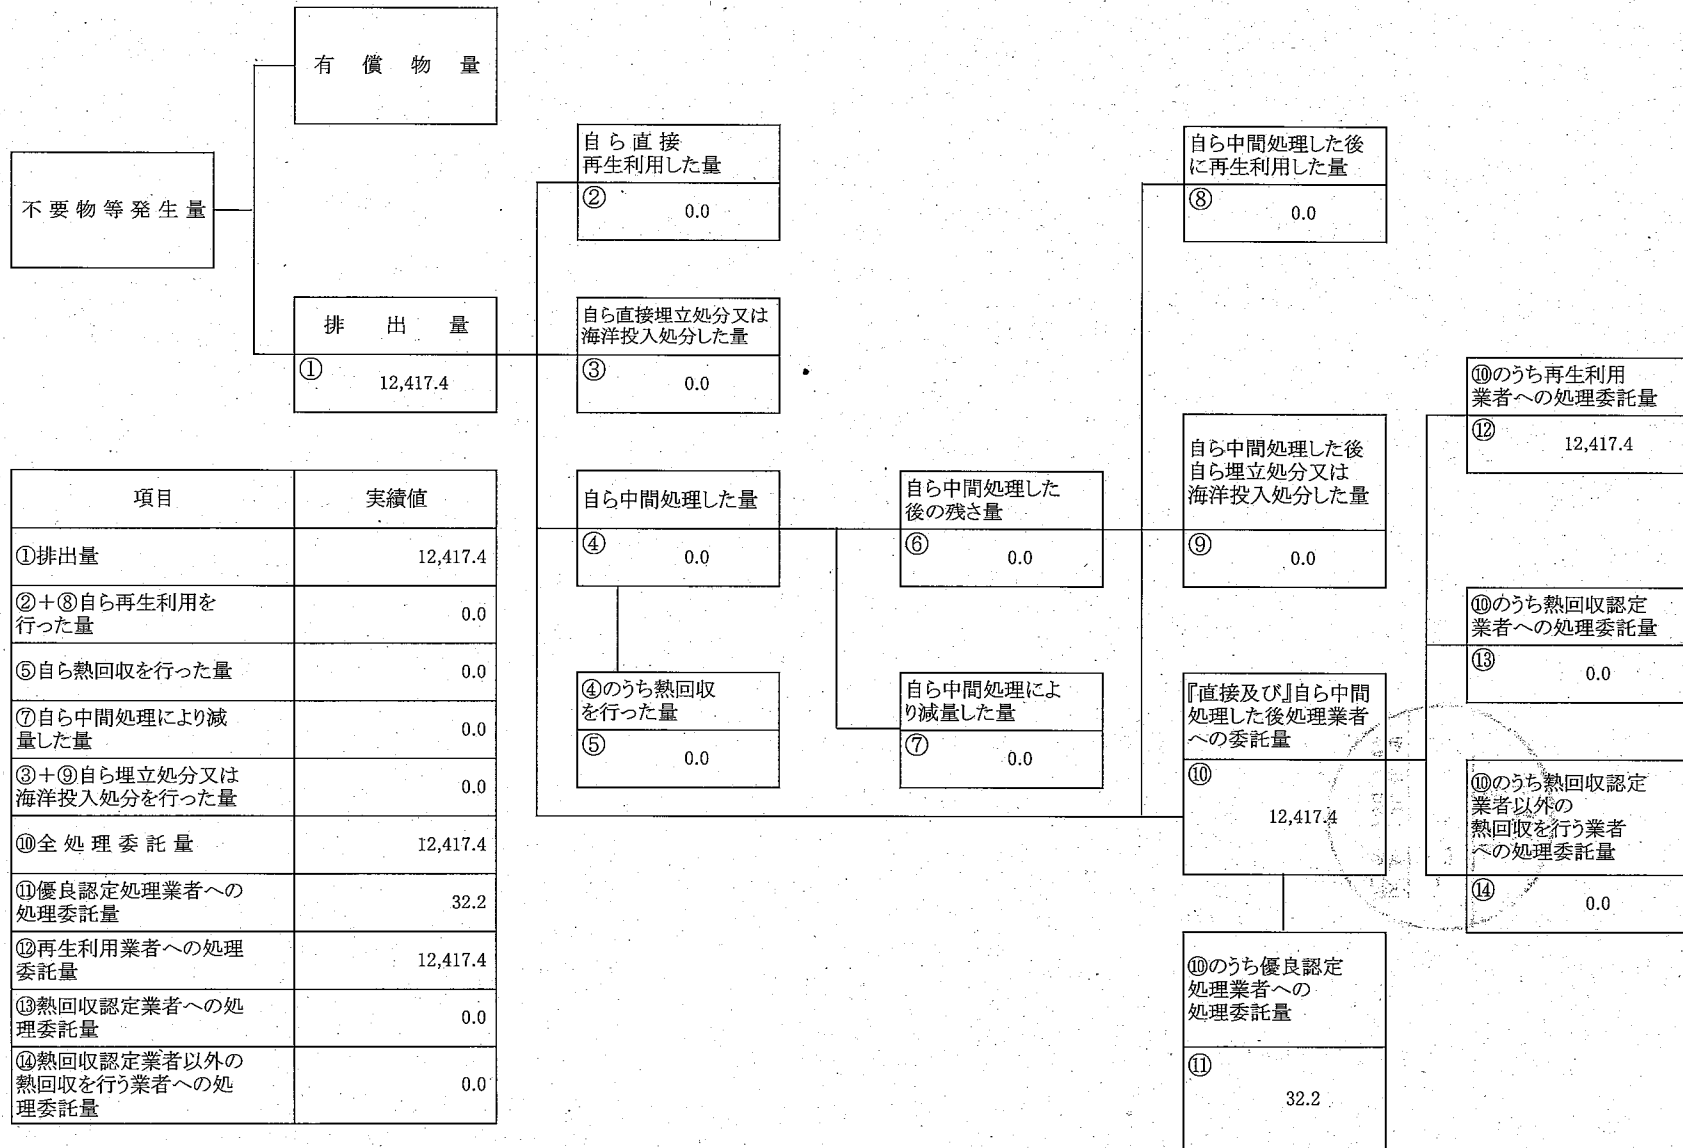 有償物量
不要物等発生量
排出量
① 12,417.4
自ら直接
再生利用した量
② 0.0
自ら直接埋立処分又は
海洋投入処分した量
③ 0.0
自ら中間処理した量
④ 0.0
④のうち熱回収
を行った量
⑤ 0.0
自ら中間処理した
後の残さ量
⑥ 0.0
自ら中間処理によ
り減量した量
⑦ 0.0
自ら中間処理した後
に再生利用した量
⑧ 0.0
自ら中間処理した後
自ら埋立処分又は
海洋投入処分した量
⑨ 0.0
『直接及び』自ら中間
処理した後処理業者
への委託量
⑩
12,417.4
⑩のうち優良認定
処理業者への
処理委託量
⑪
32.2
⑩のうち再生利用
業者への処理委託量
⑫ 12,417.4
⑩のうち熱回収認定
業者への処理委託量
⑬ 0.0
⑩のうち熱回収認定
業者以外の
熱回収を行う業者
への処理委託量
⑭ 0.0
項目 実績値
①排出量 12,417.4
②+⑧自ら再生利用を
行った量 0.0
⑤自ら熱回収を行った量 0.0
⑦自ら中間処理により減
量した量 0.0
③+⑨自ら埋立処分又は
海洋投入処分を行った量 0.0
⑩全処理委託量 12,417.4
⑪優良認定処理業者への
処理委託量 32.2
⑫再生利用業者への処理
委託量 12,417.4
⑬熱回収認定業者への処
理委託量 0.0
⑭熱回収認定業者以外の
熱回収を行う業者への処
理委託量 0.0